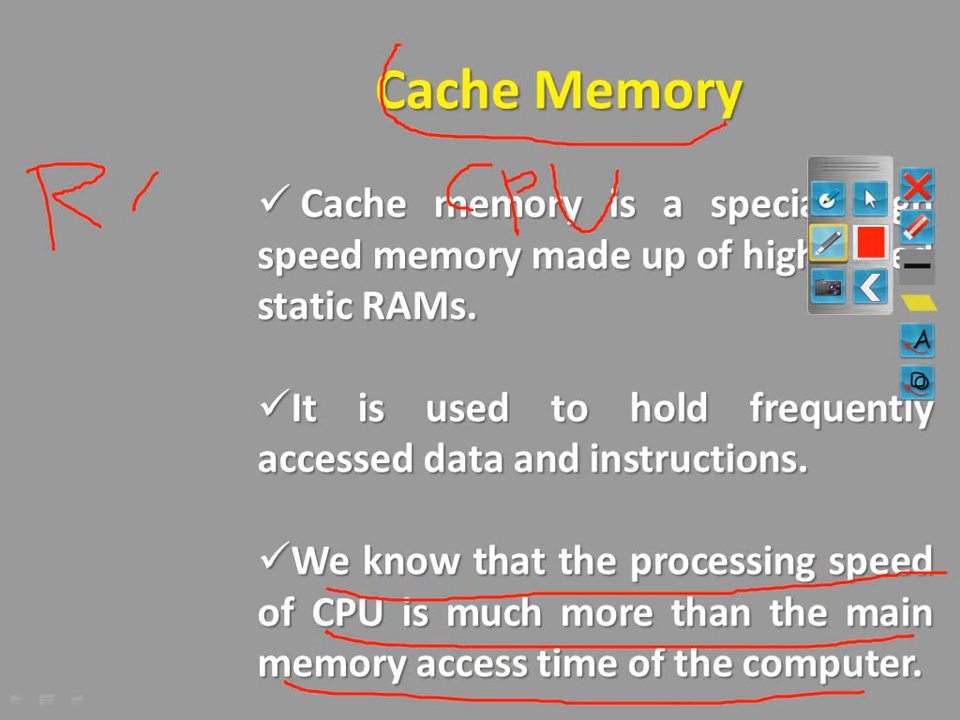 Cache Memory
R
CPU
✓ Cache memory is a special
speed memory made up of high
static RAMs.
✓ It is used to hold frequently
accessed data and instructions.
✓ We know that the processing speed
of CPU is much more than the main
memory access time of the computer.
A